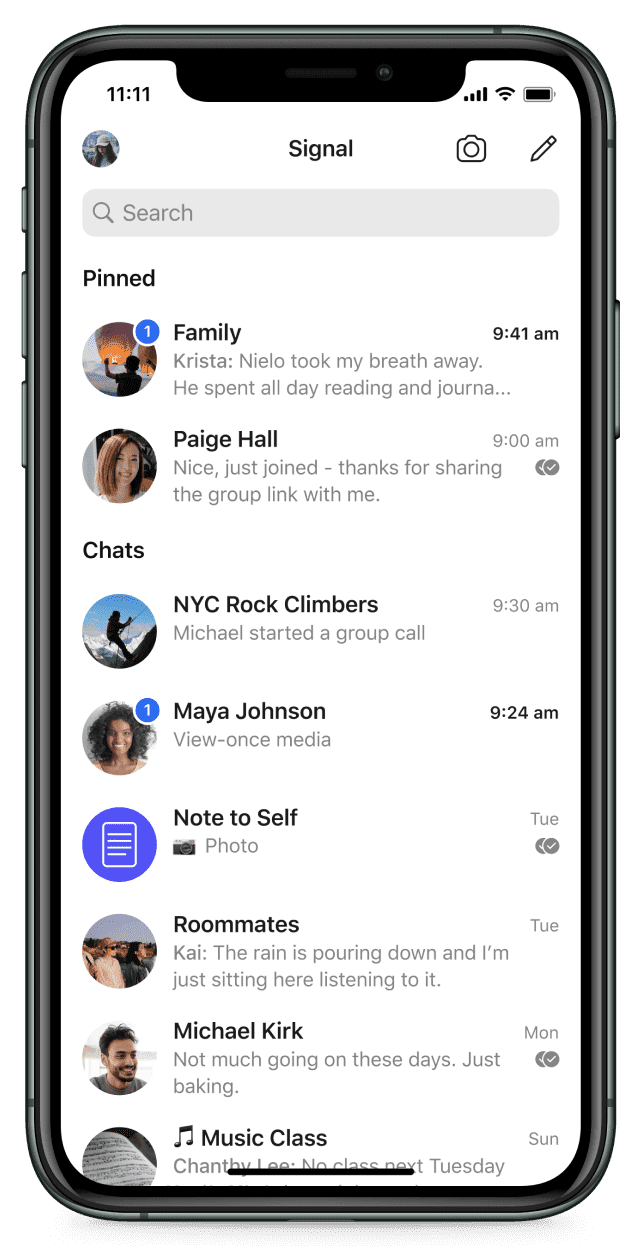 11:11
Signal
Search
Pinned
1
Family
9:41 am
Krista: Nielo took my breath away.
He spent all day reading and journa...
Paige Hall
9:00 am
Nice, just joined - thanks for sharing
the group link with me.
Chats
NYC Rock Climbers
9:30 am
Michael started a group call
1
Maya Johnson
9:24 am
View-once media
Note to Self
Tue
📷 Photo
Roommates
Tue
Kai: The rain is pouring down and I’m
just sitting here listening to it.
Michael Kirk
Mon
Not much going on these days. Just
baking.
🎵 Music Class
Sun
Chanthy Lee: No class next Tuesday